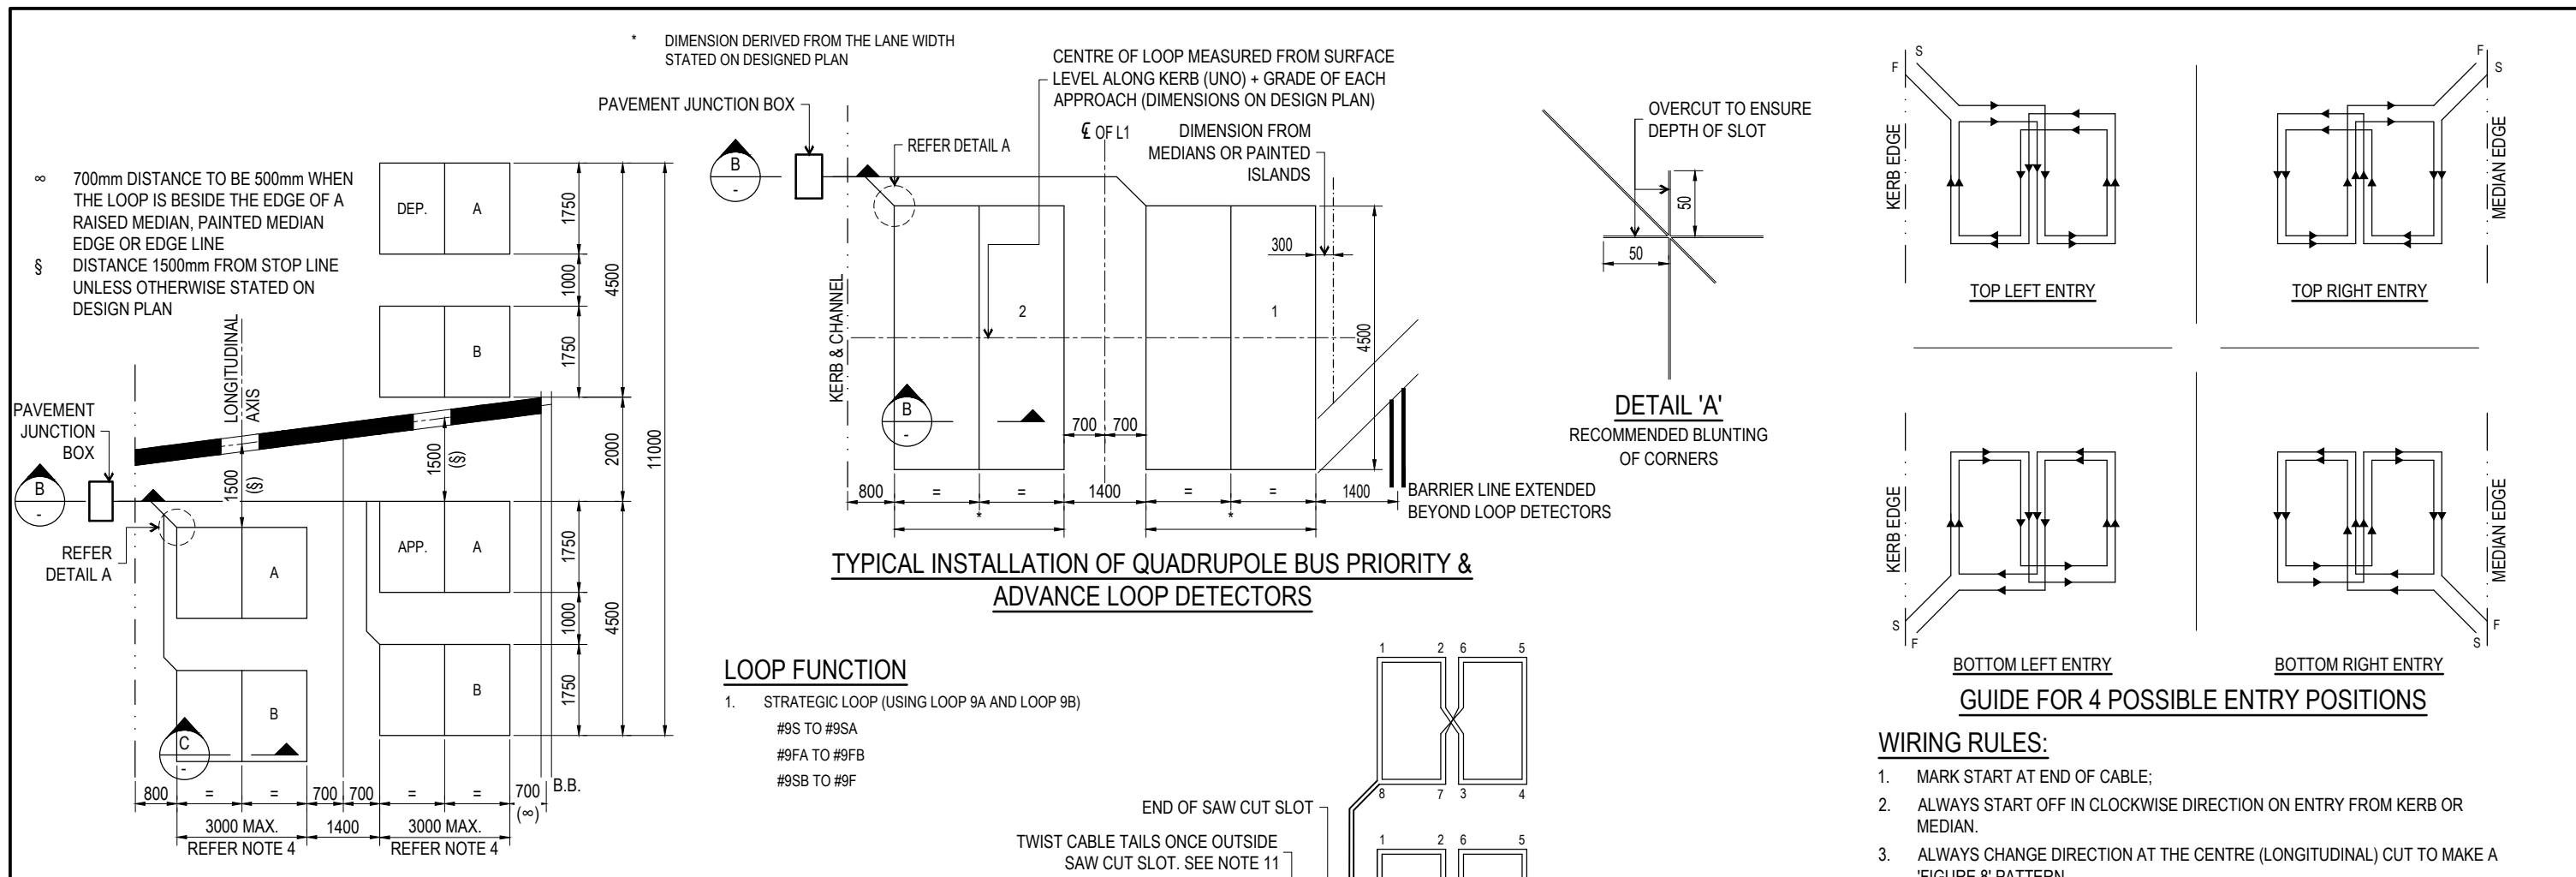 * DIMENSION DERIVED FROM THE LANE WIDTH
STATED ON DESIGNED PLAN
∞ 700mm DISTANCE TO BE 500mm WHEN
THE LOOP IS BESIDE THE EDGE OF A
RAISED MEDIAN, PAINTED MEDIAN
EDGE OR EDGE LINE
§ DISTANCE 1500mm FROM STOP LINE
UNLESS OTHERWISE STATED ON
DESIGN PLAN
LONGITUDINAL
AXIS
PAVEMENT
JUNCTION
BOX
B
-
REFER
DETAIL A
DEP.
A
B
1750
1000
1750
4500
2000
11000
1500
(§)
1500
(§)
APP.
A
A
B
B
1750
1000
1750
4500
C
-
800
=
=
700
700
=
=
700
(∞)
B.B.
3000 MAX.
REFER NOTE 4
1400
3000 MAX.
REFER NOTE 4
PAVEMENT JUNCTION BOX
B
-
CENTRE OF LOOP MEASURED FROM SURFACE
LEVEL ALONG KERB (UNO) + GRADE OF EACH
APPROACH (DIMENSIONS ON DESIGN PLAN)
REFER DETAIL A
℄ OF L1
DIMENSION FROM
MEDIANS OR PAINTED
ISLANDS
300
KERB & CHANNEL
2
1
4500
B
-
700
700
800
=
=
1400
=
=
1400
*
*
BARRIER LINE EXTENDED
BEYOND LOOP DETECTORS
TYPICAL INSTALLATION OF QUADRUPOLE BUS PRIORITY &
ADVANCE LOOP DETECTORS
OVERCUT TO ENSURE
DEPTH OF SLOT
50
50
DETAIL 'A'
RECOMMENDED BLUNTING
OF CORNERS
LOOP FUNCTION
1. STRATEGIC LOOP (USING LOOP 9A AND LOOP 9B)
#9S TO #9SA
#9FA TO #9FB
#9SB TO #9F
1 2 6 5
8 7 3 4
END OF SAW CUT SLOT
TWIST CABLE TAILS ONCE OUTSIDE
SAW CUT SLOT. SEE NOTE 11
1 2 6 5
S
F
KERB EDGE
TOP LEFT ENTRY
F
S
MEDIAN EDGE
TOP RIGHT ENTRY
KERB EDGE
S
F
BOTTOM LEFT ENTRY
MEDIAN EDGE
F
S
BOTTOM RIGHT ENTRY
GUIDE FOR 4 POSSIBLE ENTRY POSITIONS
WIRING RULES:
1. MARK START AT END OF CABLE;
2. ALWAYS START OFF IN CLOCKWISE DIRECTION ON ENTRY FROM KERB OR
MEDIAN.
3. ALWAYS CHANGE DIRECTION AT THE CENTRE (LONGITUDINAL) CUT TO MAKE A
'FIGURE 8' PATTERN